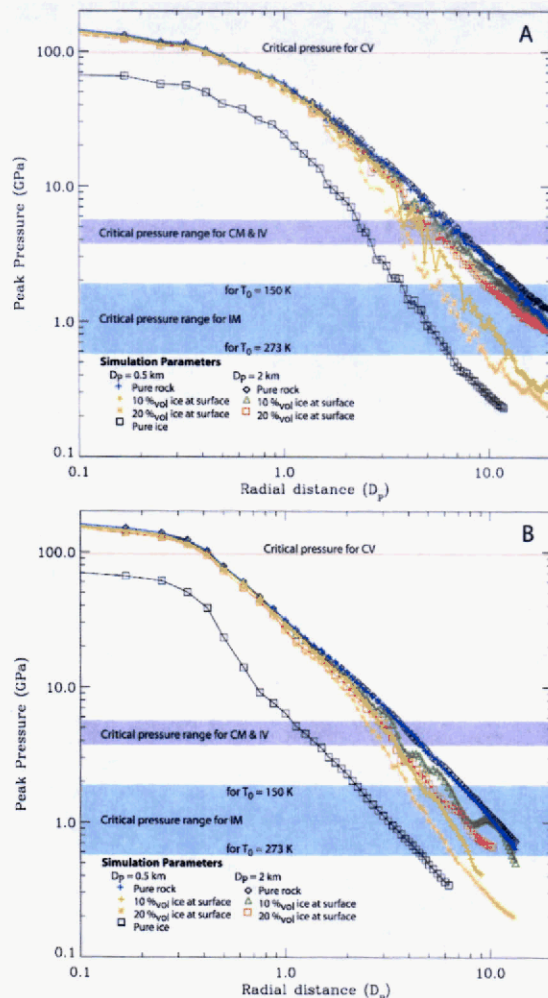 A
100.0
Critical pressure for CV
10.0
Critical pressure range for CM & IV
Peak Pressure (GPa)
for T0 = 150 K
1.0
Critical pressure range for IM
for T0 = 273 K
Simulation Parameters
DP = 0.5 km DP = 2 km
Pure rock Pure rock
10 %vol ice at surface 10 %vol ice at surface
20 %vol ice at surface 20 %vol ice at surface
Pure ice
0.1
0.1 1.0 10.0
Radial distance (Dp)
B
100.0
Critical pressure for CV
10.0
Critical pressure range for CM & IV
Peak Pressure (GPa)
for T0 = 150 K
1.0
Critical pressure range for IM
for T0 = 273 K
Simulation Parameters
DP = 0.5 km DP = 2 km
Pure rock Pure rock
10 %vol ice at surface 10 %vol ice at surface
20 %vol ice at surface 20 %vol ice at surface
Pure ice
0.1
0.1 1.0 10.0
Radial distance (Dp)